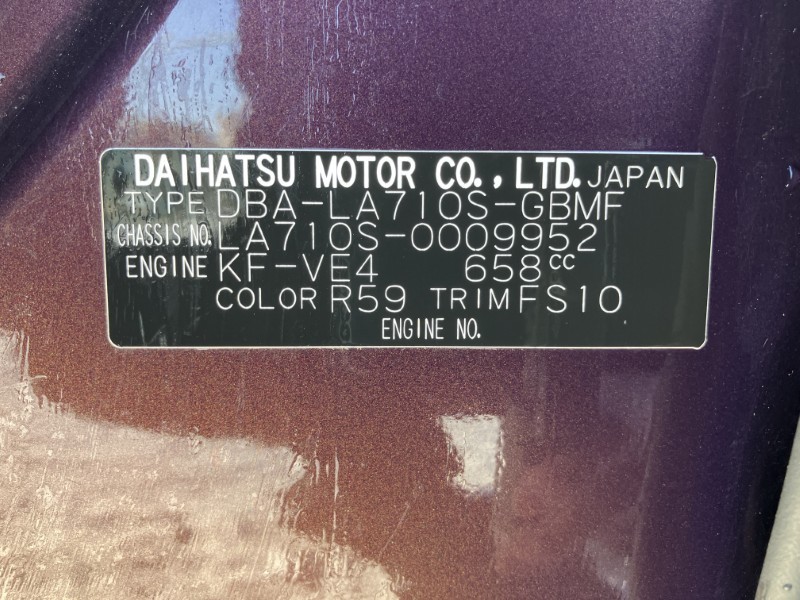 DAIHATSU MOTOR CO., LTD. JAPAN
TYPE DBA-LA710S-GBMF
CHASSIS NO. LA710S-0009952
ENGINE KF-VE4 658cc
COLOR R59 TRIM FS10
ENGINE NO.